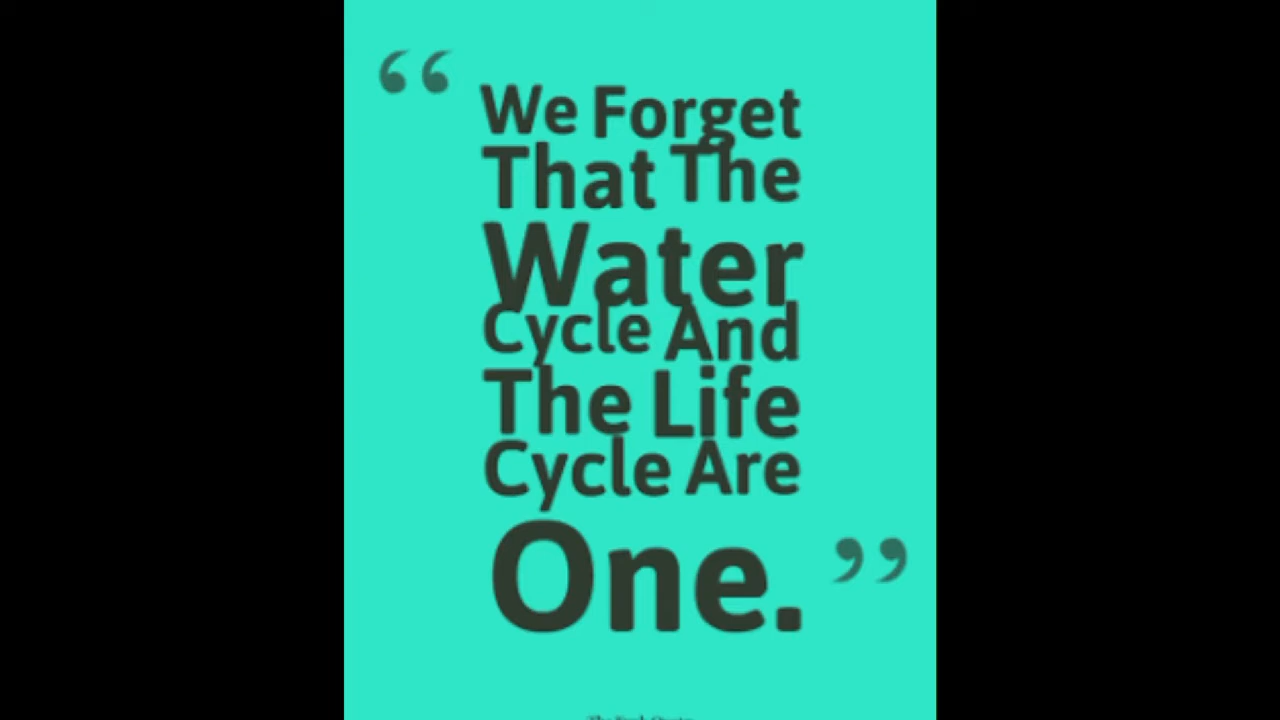 “ We Forget
That The
Water
Cycle And
The Life
Cycle Are
One. ”